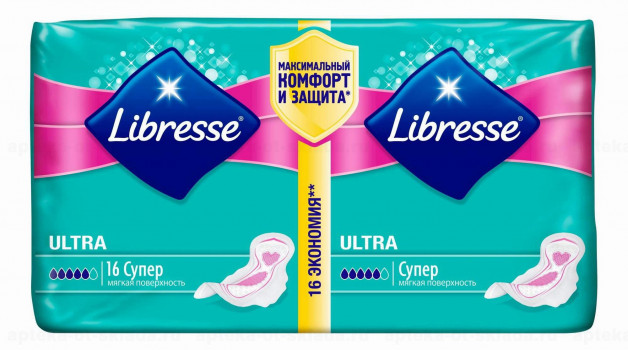 МАКСИМАЛЬНЫЙ
КОМФОРТ
И ЗАЩИТА*
Libresse®
Libresse®
16 ЭКОНОМИЯ**
ULTRA
16 Супер
мягкая поверхность
ULTRA
Супер
мягкая поверхность